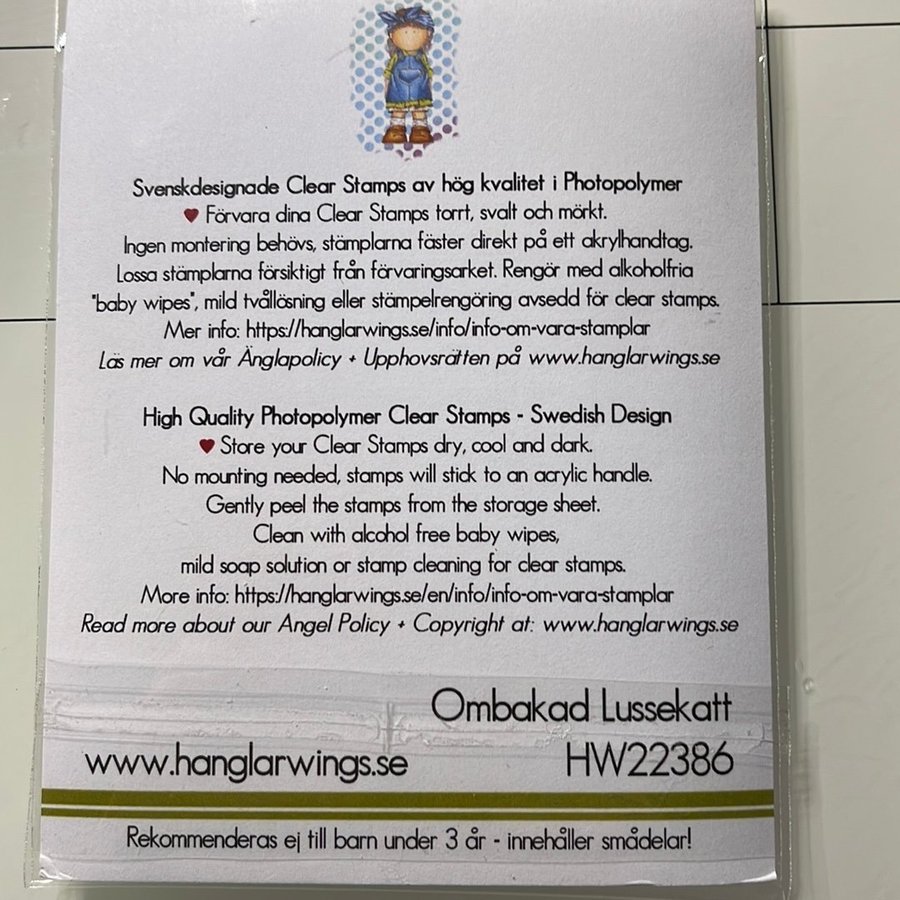 Svenskdesignade Clear Stamps av hög kvalitet i Photopolymer
♥ Förvara dina Clear Stamps torrt, svalt och mörkt.
Ingen montering behövs, stämplarna fäster direkt på ett akrylhandtag.
Lossa stämplarna försiktigt från förvaringsarket. Rengör med alkoholfria
"baby wipes", mild tvållösning eller stämpelrengöring avsedd för clear stamps.
Mer info: https://hanglarwings.se/info/info-om-vara-stamplar
Läs mer om vår Änglapolicy + Upphovsrätten på www.hanglarwings.se
High Quality Photopolymer Clear Stamps - Swedish Design
♥ Store your Clear Stamps dry, cool and dark.
No mounting needed, stamps will stick to an acrylic handle.
Gently peel the stamps from the storage sheet.
Clean with alcohol free baby wipes,
mild soap solution or stamp cleaning for clear stamps.
More info: https://hanglarwings.se/en/info/info-om-vara-stamplar
Read more about our Angel Policy + Copyright at: www.hanglarwings.se
Ombakad Lussekatt
www.hanglarwings.se HW22386
Rekommenderas ej till barn under 3 år - innehåller smådelar!